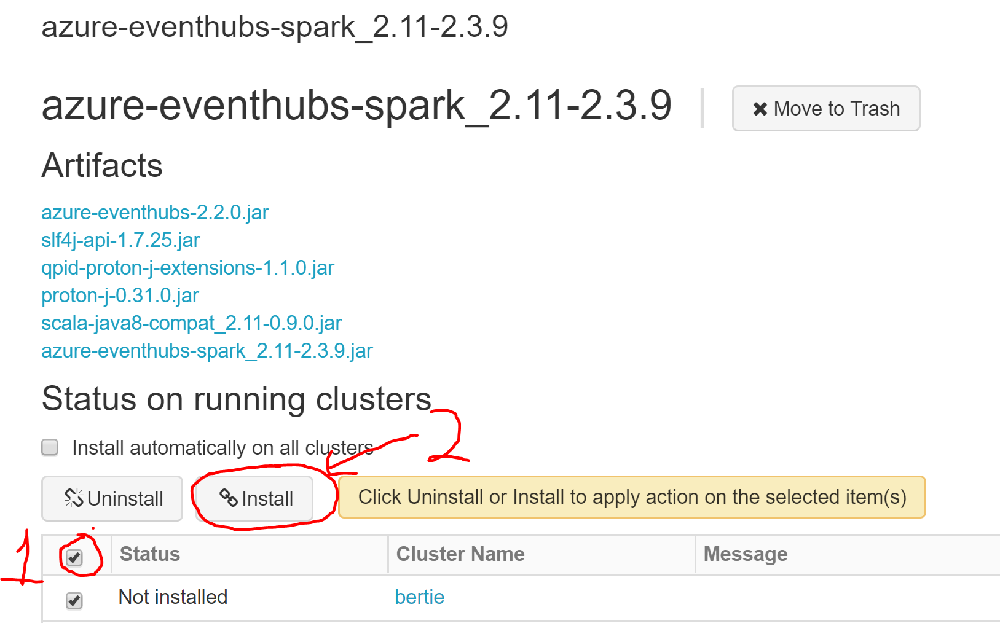 azure-eventhubs-spark_2.11-2.3.9
azure-eventhubs-spark_2.11-2.3.9
Move to Trash
Artifacts
azure-eventhubs-2.2.0.jar
slf4j-api-1.7.25.jar
qpid-proton-j-extensions-1.1.0.jar
proton-j-0.31.0.jar
scala-java8-compat_2.11-0.9.0.jar
azure-eventhubs-spark_2.11-2.3.9.jar
Status on running clusters
2
Install automatically on all clusters
Uninstall
Install
Click Uninstall or Install to apply action on the selected item(s)
1
Status Cluster Name Message
Not installed bertie